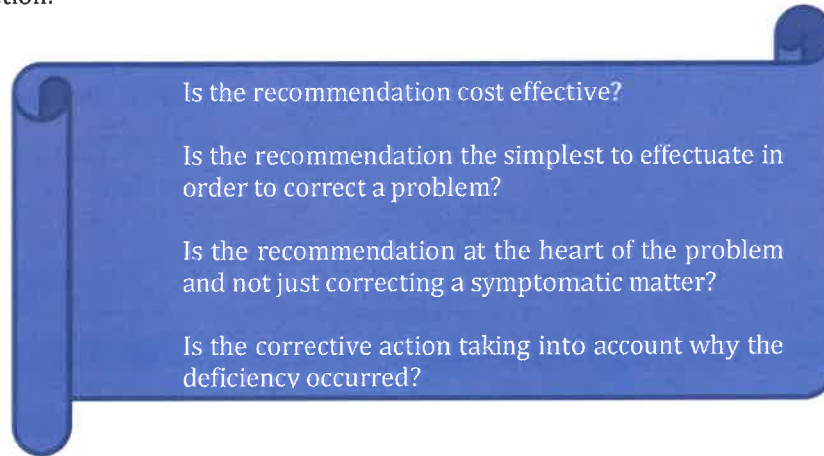 Is the recommendation cost effective?
Is the recommendation the simplest to effectuate in
order to correct a problem?
Is the recommendation at the heart of the problem
and not just correcting a symptomatic matter?
Is the corrective action taking into account why the
deficiency occurred?